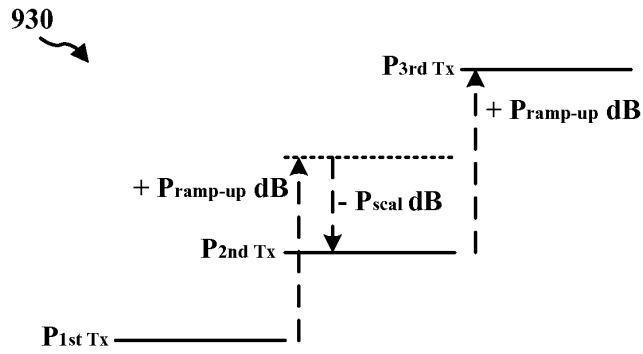 930
P3rd Tx
+ Pramp-up dB
+ Pramp-up dB
- Pscal dB
P2nd Tx
P1st Tx